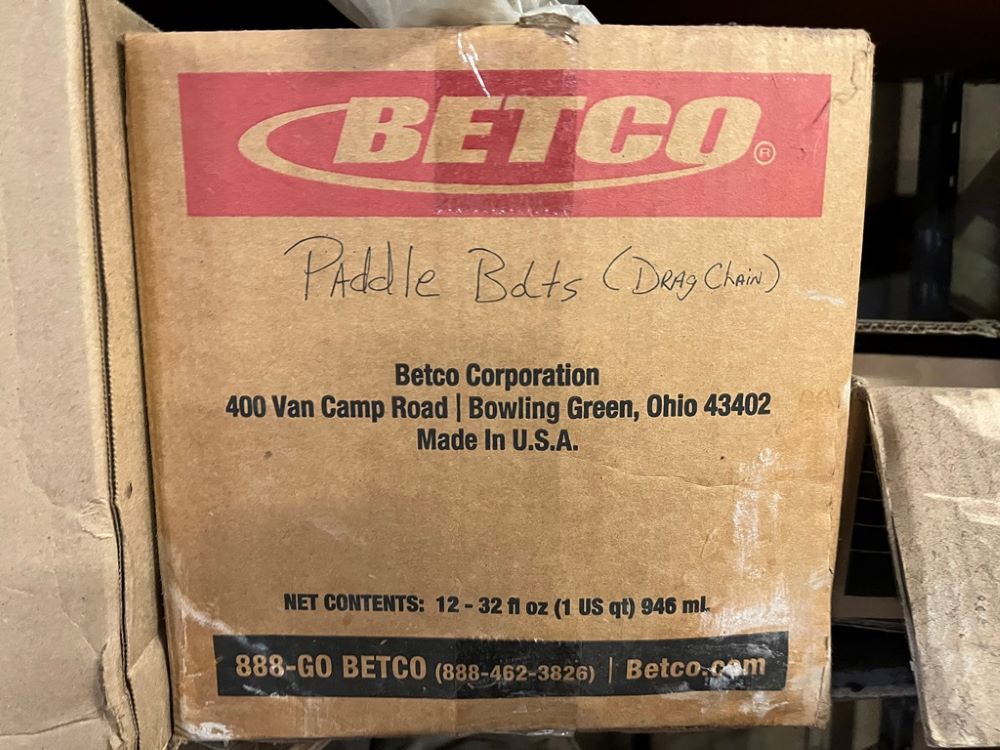 BETCO®
PAddle Bolts (DRAg ChAiN)
Betco Corporation
400 Van Camp Road | Bowling Green, Ohio 43402
Made In U.S.A.
NET CONTENTS: 12 - 32 fl oz (1 US qt) 946 mL
888-GO BETCO (888-462-3826) | Betco.com